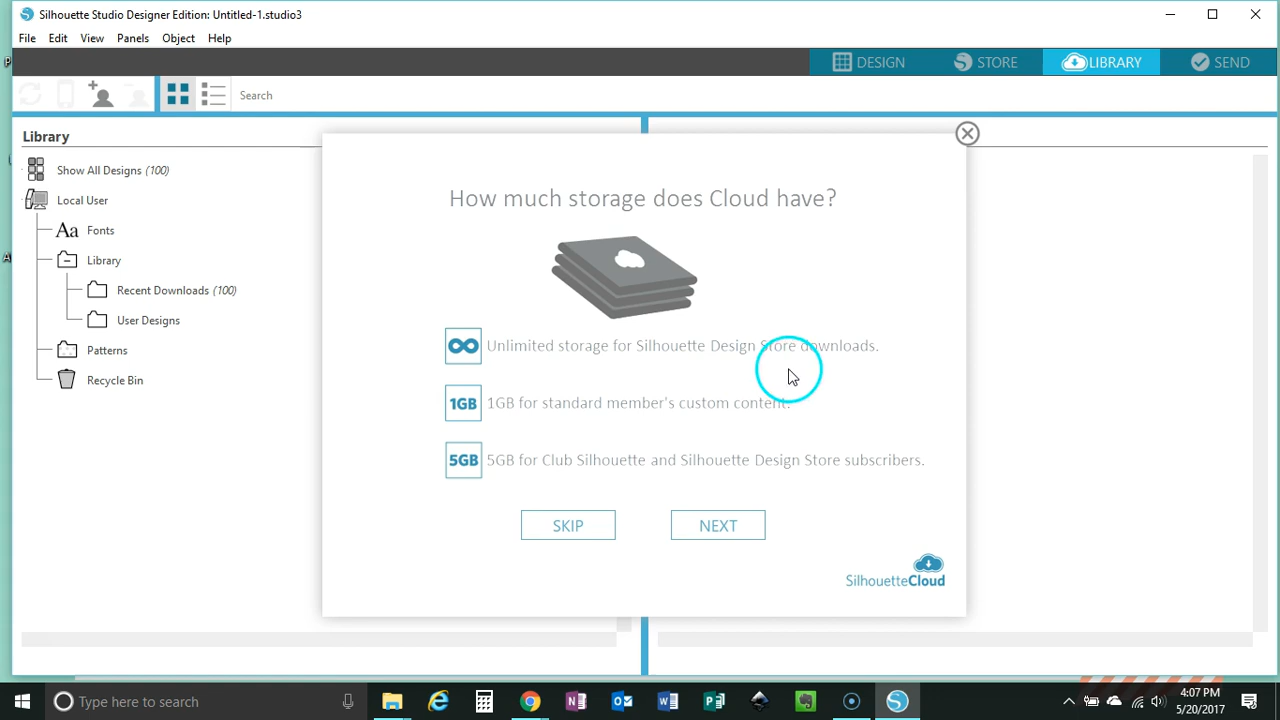 Silhouette Studio Designer Edition: Untitled-1.studio3
File Edit View Panels Object Help
DESIGN STORE LIBRARY SEND
Search
Library
Show All Designs (100)
Local User
Aa Fonts
Library
Recent Downloads (100)
User Designs
Patterns
Recycle Bin
How much storage does Cloud have?
Unlimited storage for Silhouette Design Store downloads.
1GB 1GB for standard member's custom content.
5GB 5GB for Club Silhouette and Silhouette Design Store subscribers.
SKIP NEXT
SilhouetteCloud
Type here to search
4:07 PM
5/20/2017